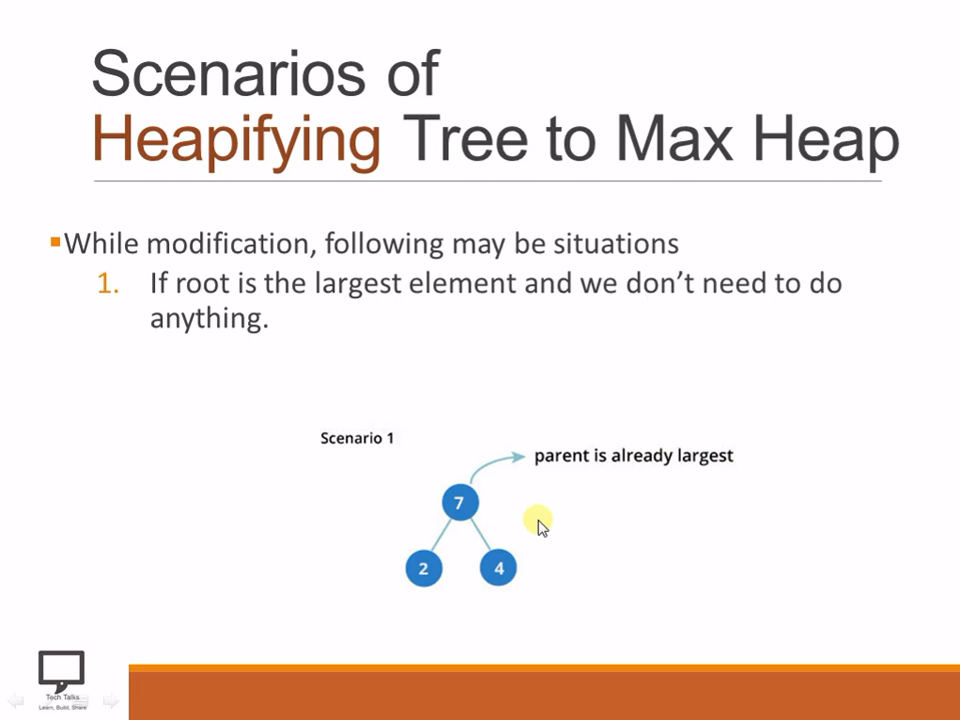 Scenarios of
Heapifying Tree to Max Heap
▪While modification, following may be situations
1. If root is the largest element and we don’t need to do
anything.
Scenario 1
parent is already largest
7
2 4
Tech Talks
Learn, Build, Share